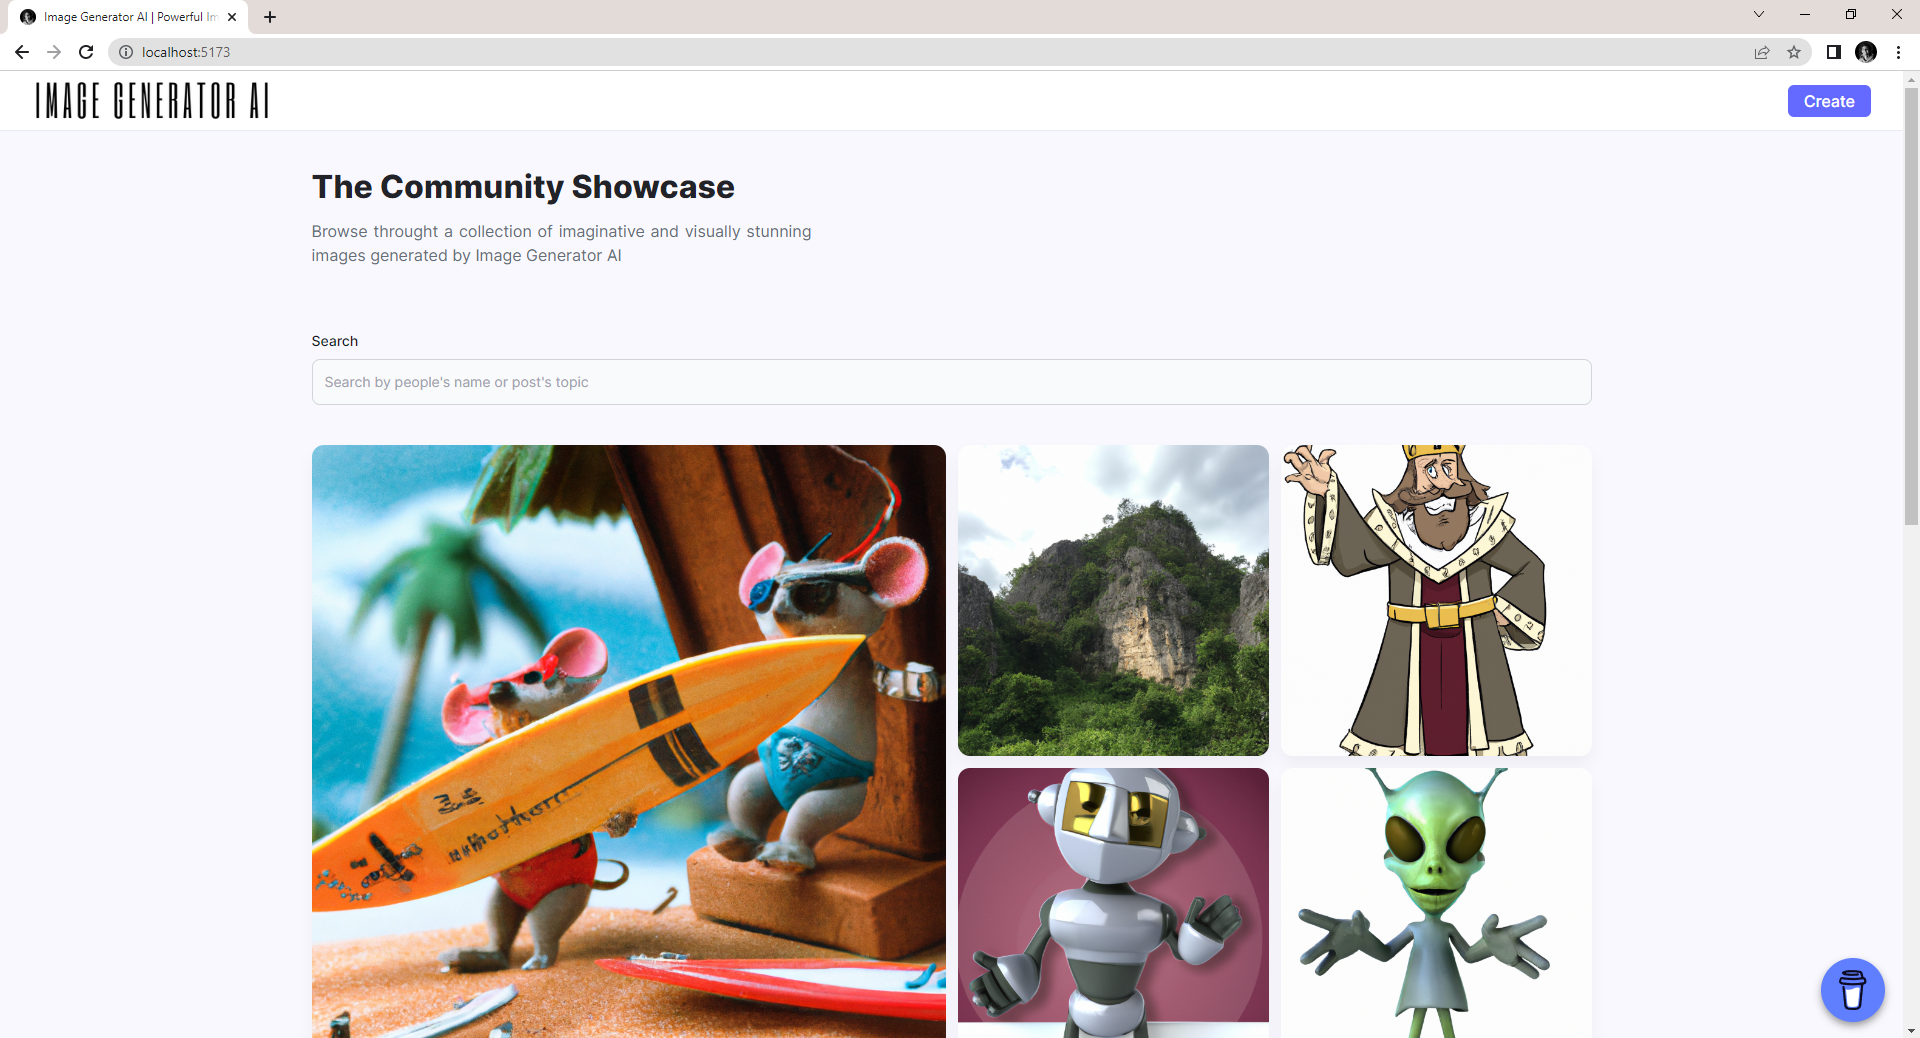 Image Generator AI | Powerful Im
localhost:5173
IMAGE GENERATOR AI
Create
The Community Showcase
Browse throught a collection of imaginative and visually stunning
images generated by Image Generator AI
Search
Search by people's name or post's topic